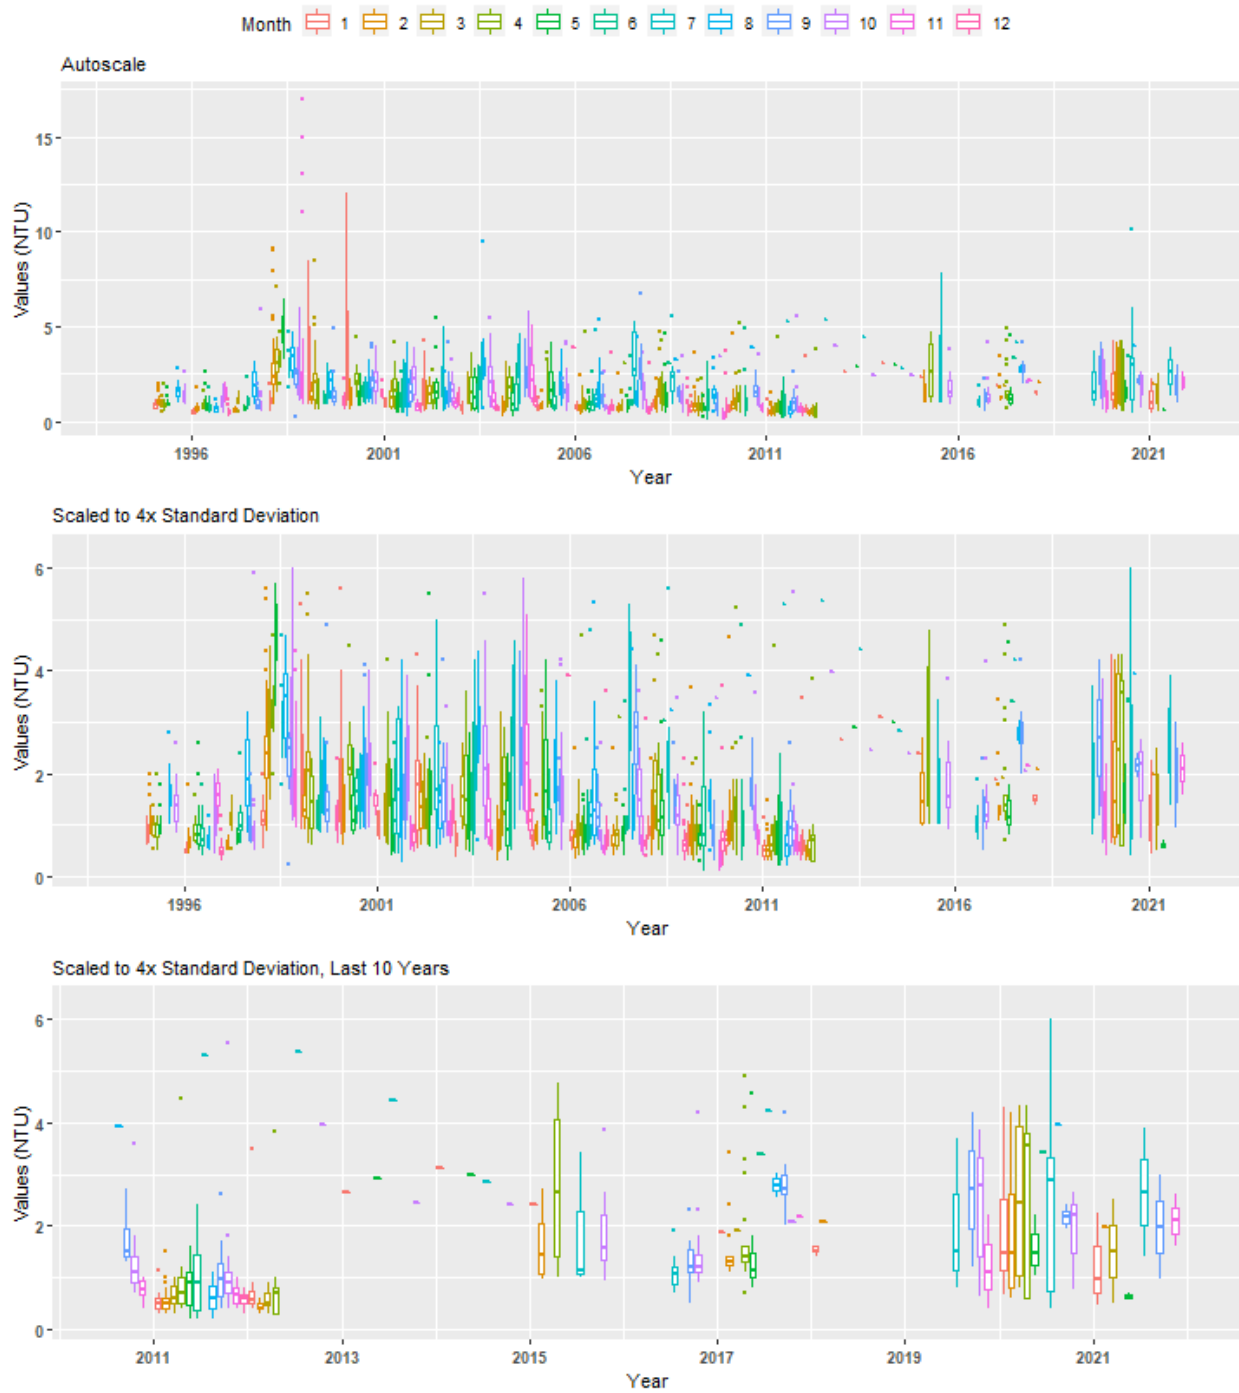 Month 1 2 3 4 5 6 7 8 9 10 11 12
Autoscale
15
10
5
0
Values (NTU)
1996 2001 2006 2011 2016 2021
Year
Scaled to 4x Standard Deviation
6
4
2
0
Values (NTU)
1996 2001 2006 2011 2016 2021
Year
Scaled to 4x Standard Deviation, Last 10 Years
6
4
2
0
Values (NTU)
2011 2013 2015 2017 2019 2021
Year